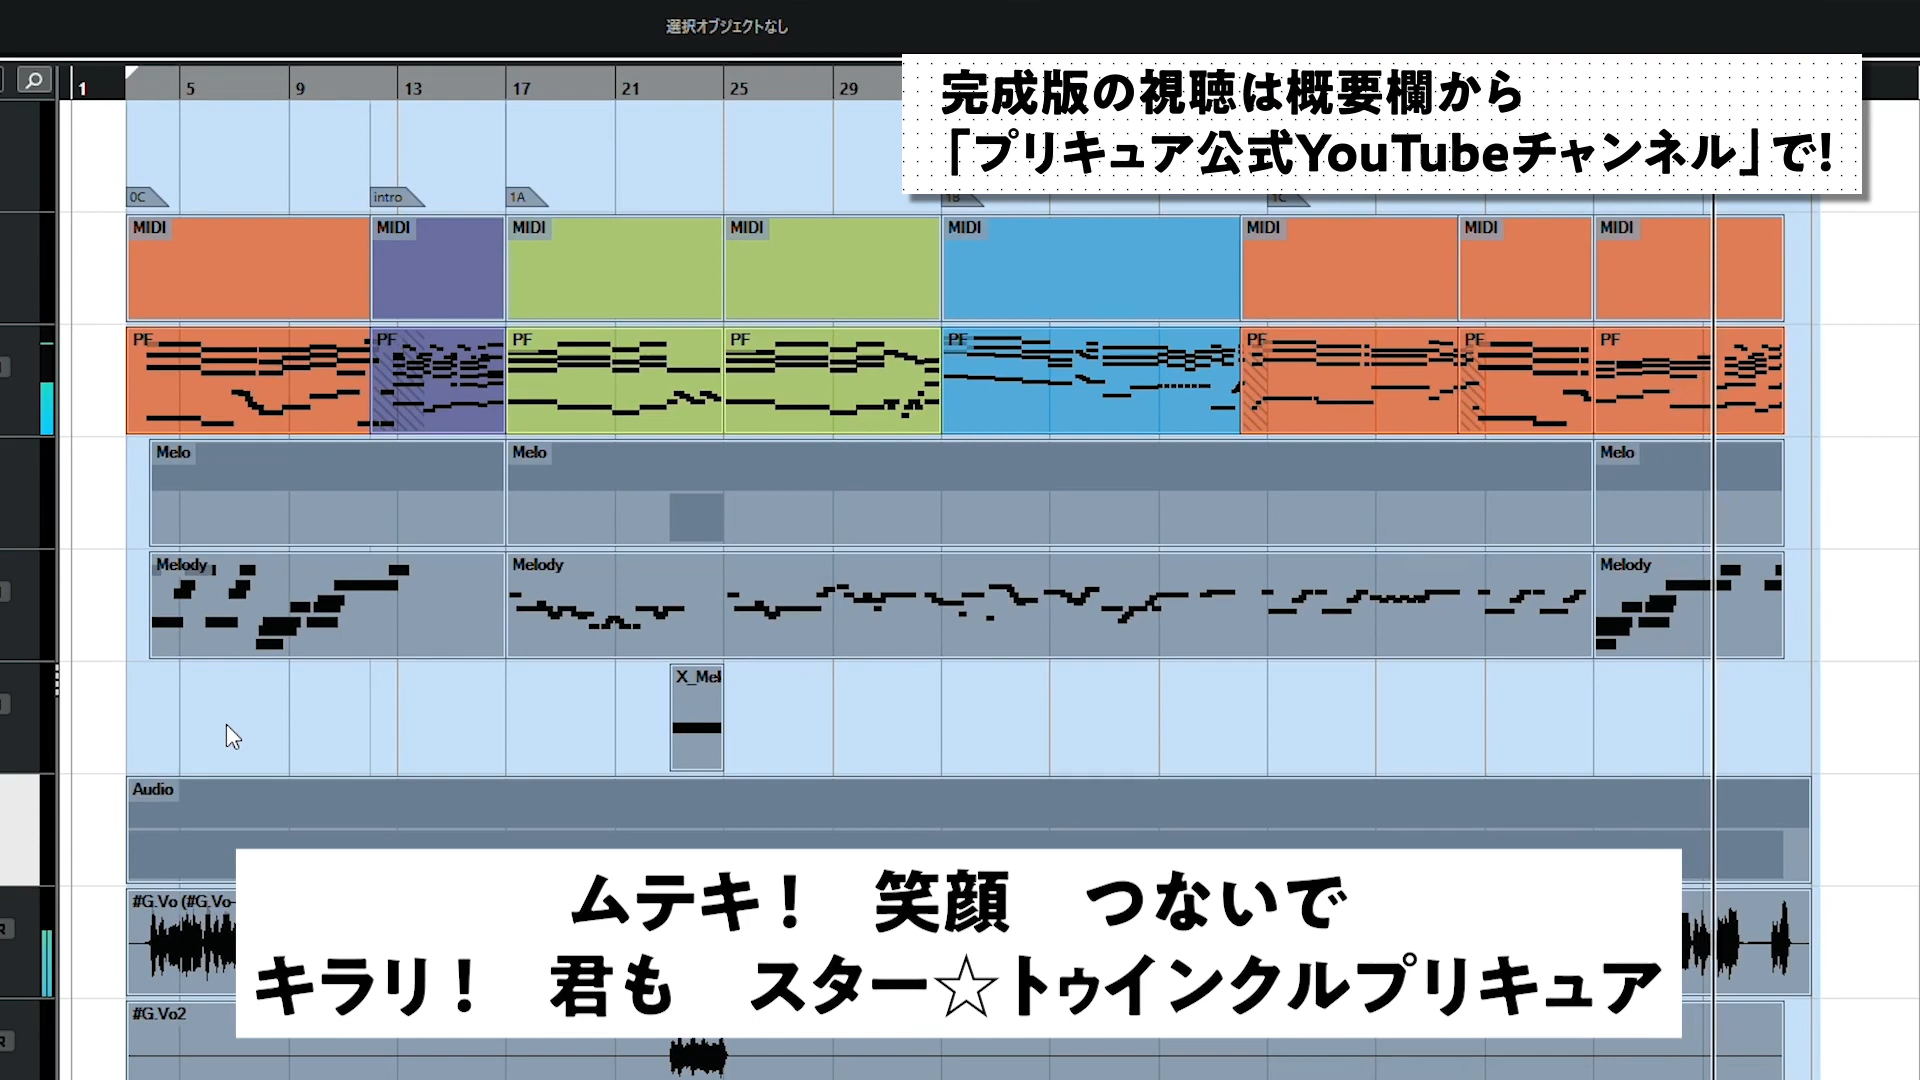 選択オブジェクトなし
1 5 9 13 17 21 25 29
完成版の視聴は概要欄から
「プリキュア公式YouTubeチャンネル」で!
0C intro 1A 1B 1C
MIDI MIDI MIDI MIDI MIDI MIDI MIDI MIDI
PF PF PF PF PF PF PF PF
Melo Melo Melo
Melody Melody Melody
X_Mel
Audio
#G.Vo (#G.Vo-
ムテキ！　笑顔　つないで
キラリ！　君も　スター☆トゥインクルプリキュア
#G.Vo2